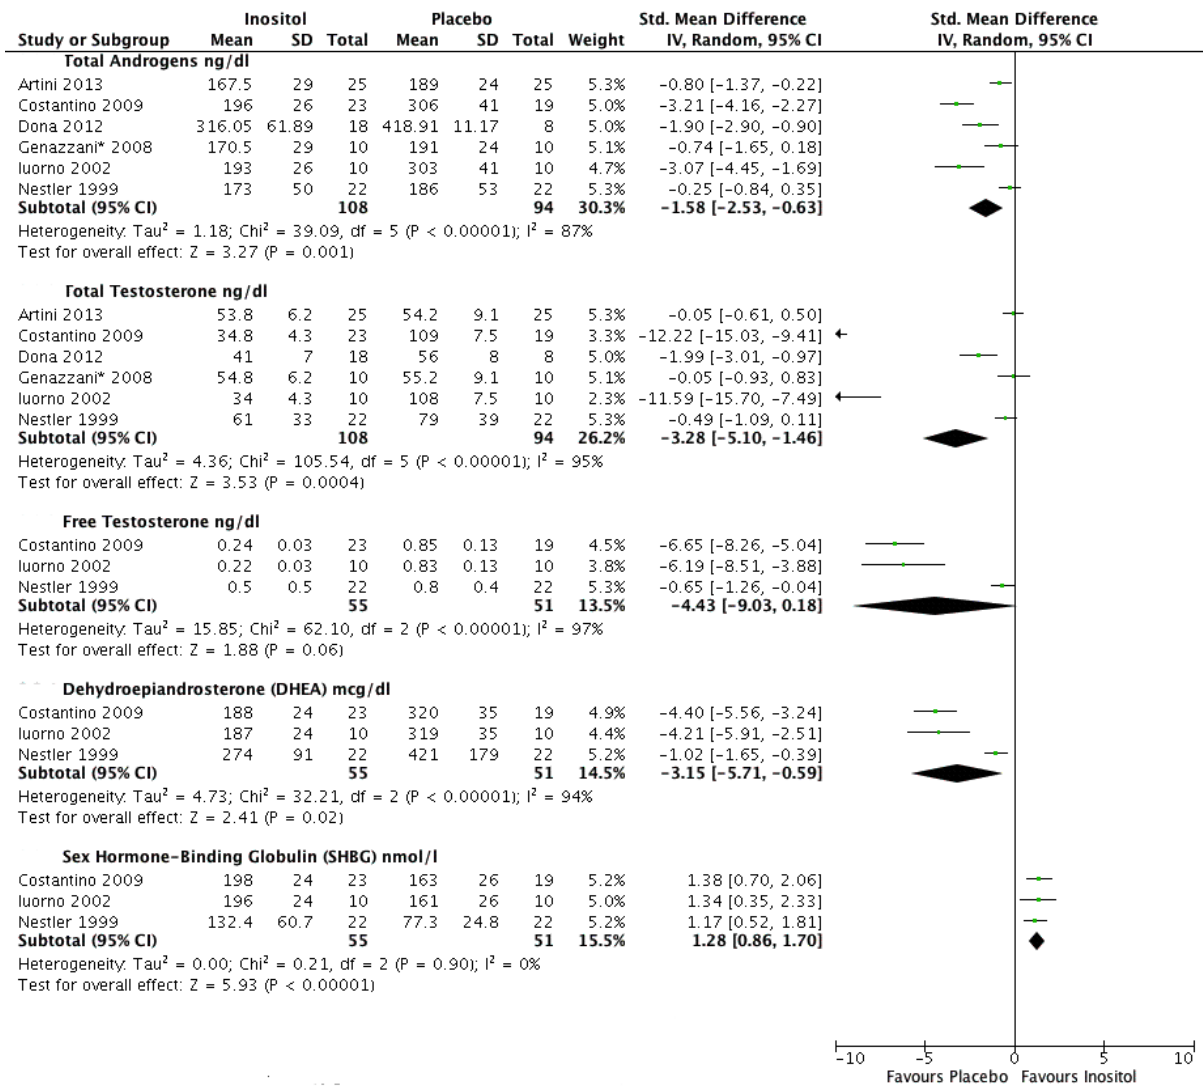 Inositol Placebo Std. Mean Difference Std. Mean Difference
Study or Subgroup Mean SD Total Mean SD Total Weight IV, Random, 95% CI IV, Random, 95% CI
Total Androgens ng/dl
Artini 2013 167.5 29 25 189 24 25 5.3% -0.80 [-1.37, -0.22]
Costantino 2009 196 26 23 306 41 19 5.0% -3.21 [-4.16, -2.27]
Dona 2012 316.05 61.89 18 418.91 11.17 8 5.0% -1.90 [-2.90, -0.90]
Genazzani* 2008 170.5 29 10 191 24 10 5.1% -0.74 [-1.65, 0.18]
Iuorno 2002 193 26 10 303 41 10 4.7% -3.07 [-4.45, -1.69]
Nestler 1999 173 50 22 186 53 22 5.3% -0.25 [-0.84, 0.35]
Subtotal (95% CI) 108 94 30.3% -1.58 [-2.53, -0.63]
Heterogeneity: Tau² = 1.18; Chi² = 39.09, df = 5 (P < 0.00001); I² = 87%
Test for overall effect: Z = 3.27 (P = 0.001)
Total Testosterone ng/dl
Artini 2013 53.8 6.2 25 54.2 9.1 25 5.3% -0.05 [-0.61, 0.50]
Costantino 2009 34.8 4.3 23 109 7.5 19 3.3% -12.22 [-15.03, -9.41]
Dona 2012 41 7 18 56 8 8 5.0% -1.99 [-3.01, -0.97]
Genazzani* 2008 54.8 6.2 10 55.2 9.1 10 5.1% -0.05 [-0.93, 0.83]
Iuorno 2002 34 4.3 10 108 7.5 10 2.3% -11.59 [-15.70, -7.49]
Nestler 1999 61 33 22 79 39 22 5.3% -0.49 [-1.09, 0.11]
Subtotal (95% CI) 108 94 26.2% -3.28 [-5.10, -1.46]
Heterogeneity: Tau² = 4.36; Chi² = 105.54, df = 5 (P < 0.00001); I² = 95%
Test for overall effect: Z = 3.53 (P = 0.0004)
Free Testosterone ng/dl
Costantino 2009 0.24 0.03 23 0.85 0.13 19 4.5% -6.65 [-8.26, -5.04]
Iuorno 2002 0.22 0.03 10 0.83 0.13 10 3.8% -6.19 [-8.51, -3.88]
Nestler 1999 0.5 0.5 22 0.8 0.4 22 5.3% -0.65 [-1.26, -0.04]
Subtotal (95% CI) 55 51 13.5% -4.43 [-9.03, 0.18]
Heterogeneity: Tau² = 15.85; Chi² = 62.10, df = 2 (P < 0.00001); I² = 97%
Test for overall effect: Z = 1.88 (P = 0.06)
Dehydroepiandrosterone (DHEA) mcg/dl
Costantino 2009 188 24 23 320 35 19 4.9% -4.40 [-5.56, -3.24]
Iuorno 2002 187 24 10 319 35 10 4.4% -4.21 [-5.91, -2.51]
Nestler 1999 274 91 22 421 179 22 5.2% -1.02 [-1.65, -0.39]
Subtotal (95% CI) 55 51 14.5% -3.15 [-5.71, -0.59]
Heterogeneity: Tau² = 4.73; Chi² = 32.21, df = 2 (P < 0.00001); I² = 94%
Test for overall effect: Z = 2.41 (P = 0.02)
Sex Hormone-Binding Globulin (SHBG) nmol/l
Costantino 2009 198 24 23 163 26 19 5.2% 1.38 [0.70, 2.06]
Iuorno 2002 196 24 10 161 26 10 5.0% 1.34 [0.35, 2.33]
Nestler 1999 132.4 60.7 22 77.3 24.8 22 5.2% 1.17 [0.52, 1.81]
Subtotal (95% CI) 55 51 15.5% 1.28 [0.86, 1.70]
Heterogeneity: Tau² = 0.00; Chi² = 0.21, df = 2 (P = 0.90); I² = 0%
Test for overall effect: Z = 5.93 (P < 0.00001)
-10 -5 0 5 10
Favours Placebo Favours Inositol